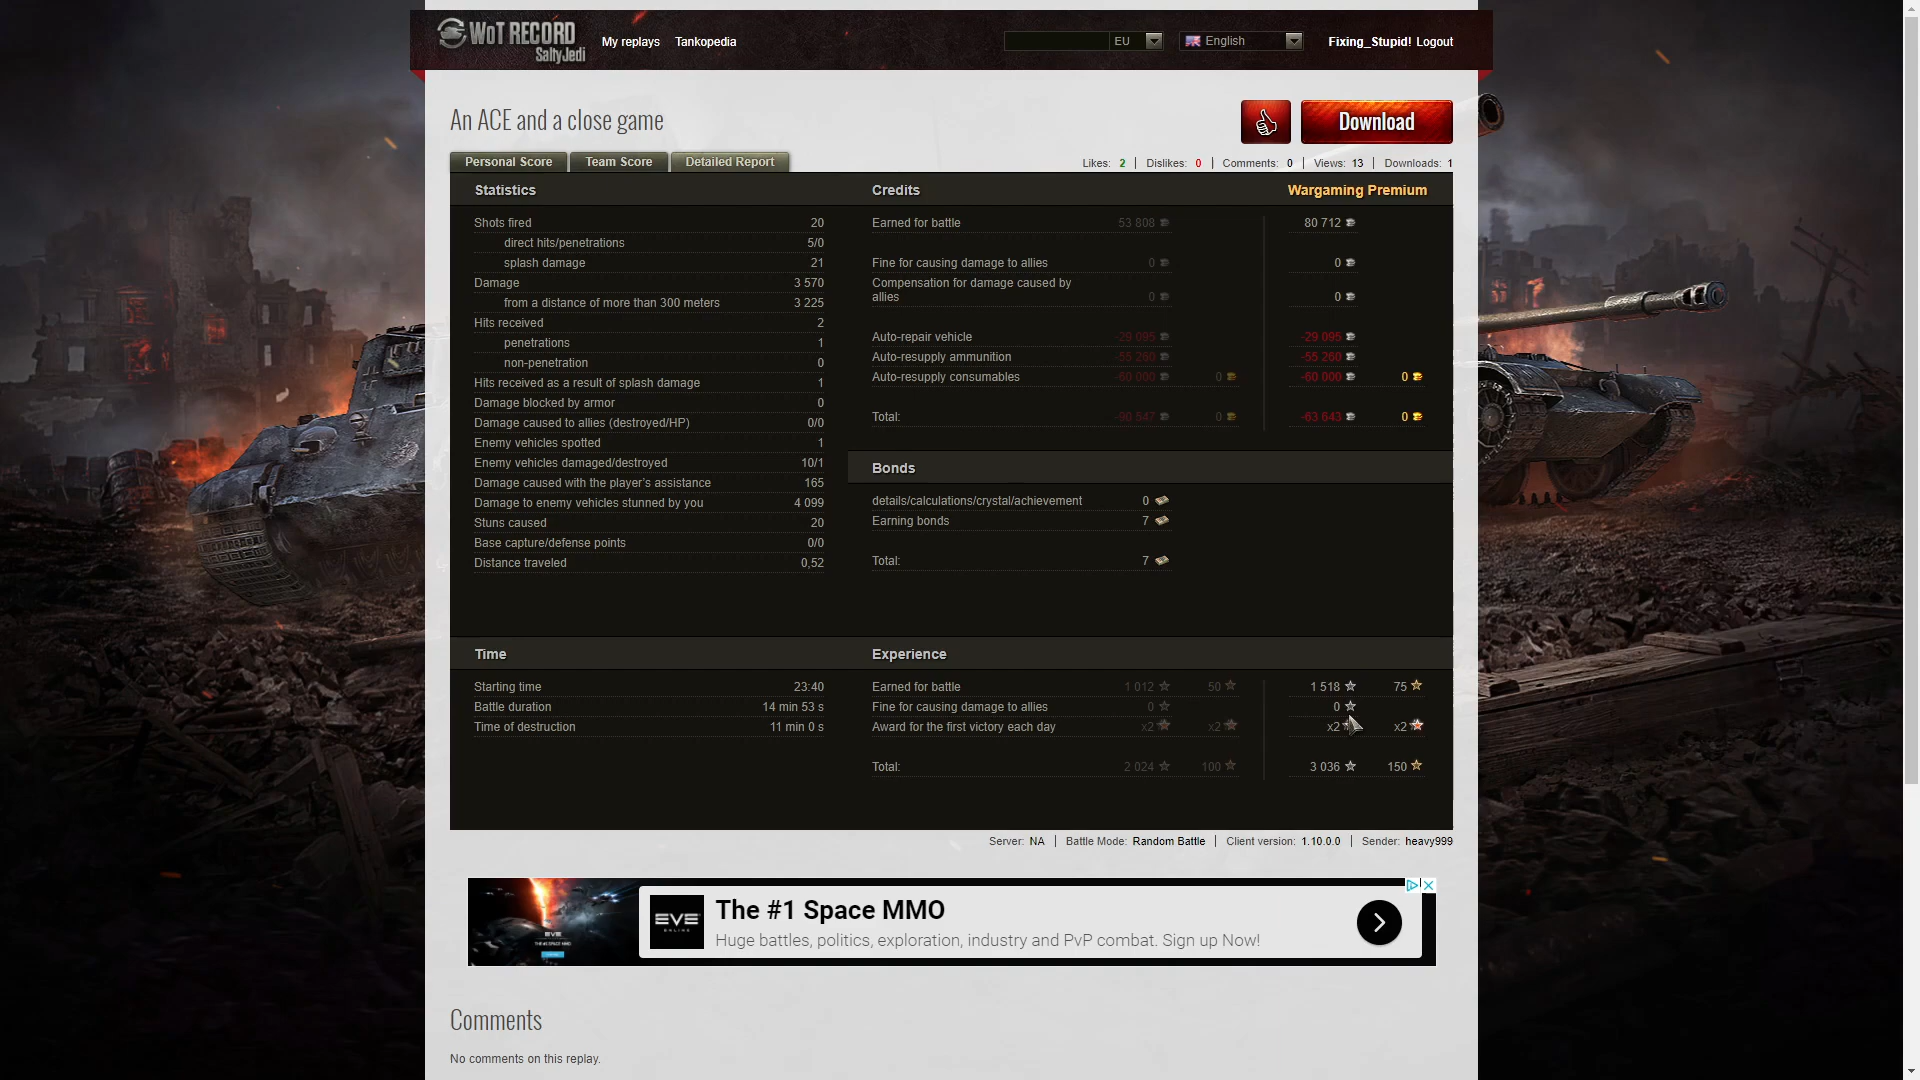 WoT RECORD
SaltyJedi
My replays
Tankopedia
EU
English
Fixing_Stupid! Logout
An ACE and a close game
Download
Personal Score
Team Score
Detailed Report
Likes: 2 | Dislikes: 0 | Comments: 0 | Views: 13 | Downloads: 1
Statistics
Shots fired 20
direct hits/penetrations 5/0
splash damage 21
Damage 3 570
from a distance of more than 300 meters 3 225
Hits received 2
penetrations 1
non-penetration 0
Hits received as a result of splash damage 1
Damage blocked by armor 0
Damage caused to allies (destroyed/HP) 0/0
Enemy vehicles spotted 1
Enemy vehicles damaged/destroyed 10/1
Damage caused with the player's assistance 165
Damage to enemy vehicles stunned by you 4 099
Stuns caused 20
Base capture/defense points 0/0
Distance traveled 0,52
Credits
Wargaming Premium
Earned for battle 53 808 80 712
Fine for causing damage to allies 0 0
Compensation for damage caused by
allies 0 0
Auto-repair vehicle -29 095 -29 095
Auto-resupply ammunition -55 260 -55 260
Auto-resupply consumables -60 000 0 -60 000 0
Total: -90 547 0 -63 643 0
Bonds
details/calculations/crystal/achievement 0
Earning bonds 7
Total: 7
Time
Starting time 23:40
Battle duration 14 min 53 s
Time of destruction 11 min 0 s
Experience
Earned for battle 1 012 50 1 518 75
Fine for causing damage to allies 0 0
Award for the first victory each day x2 x2 x2 x2
Total: 2 024 100 3 036 150
Server: NA | Battle Mode: Random Battle | Client version: 1.10.0.0 | Sender: heavy999
EVE
ONLINE
The #1 Space MMO
Huge battles, politics, exploration, industry and PvP combat. Sign up Now!
Comments
No comments on this replay.